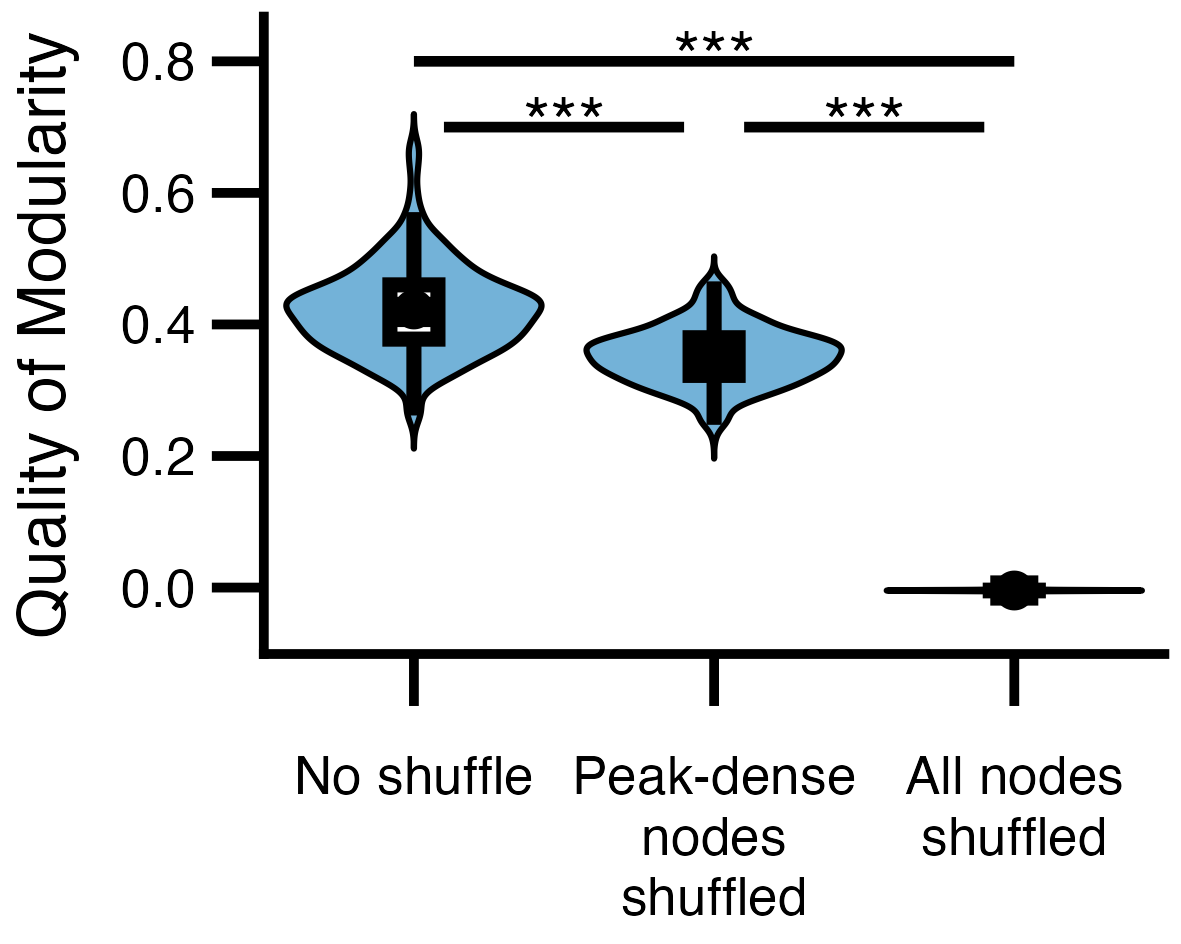 Quality of Modularity
0.8
0.6
0.4
0.2
0.0
***
*** ***
No shuffle
Peak-dense
nodes
shuffled
All nodes
shuffled